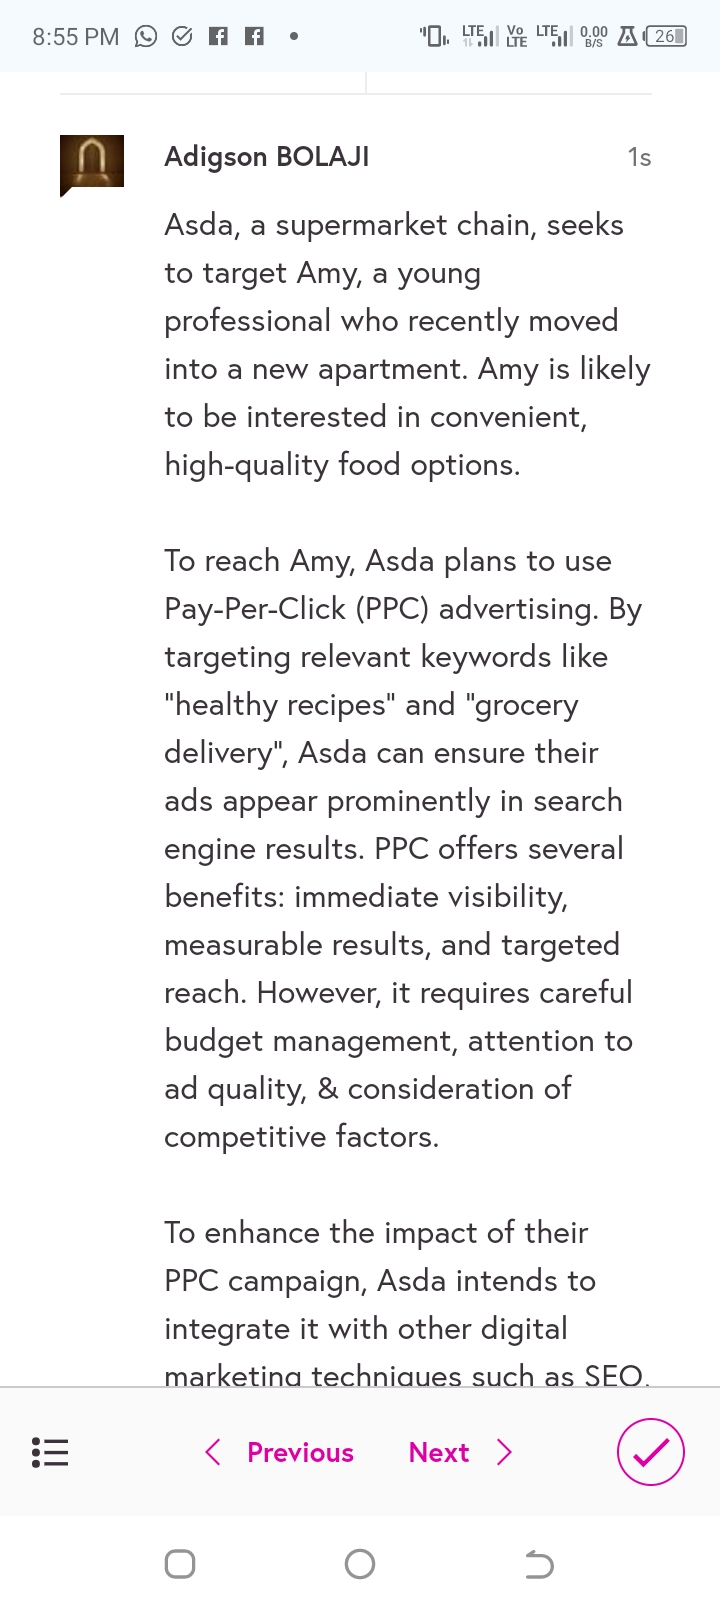 8:55 PM
LTE Vo LTE LTE 0.00 B/S 26
Adigson BOLAJI 1s
Asda, a supermarket chain, seeks
to target Amy, a young
professional who recently moved
into a new apartment. Amy is likely
to be interested in convenient,
high-quality food options.
To reach Amy, Asda plans to use
Pay-Per-Click (PPC) advertising. By
targeting relevant keywords like
"healthy recipes" and "grocery
delivery", Asda can ensure their
ads appear prominently in search
engine results. PPC offers several
benefits: immediate visibility,
measurable results, and targeted
reach. However, it requires careful
budget management, attention to
ad quality, & consideration of
competitive factors.
To enhance the impact of their
PPC campaign, Asda intends to
integrate it with other digital
marketing techniques such as SEO,
Previous Next